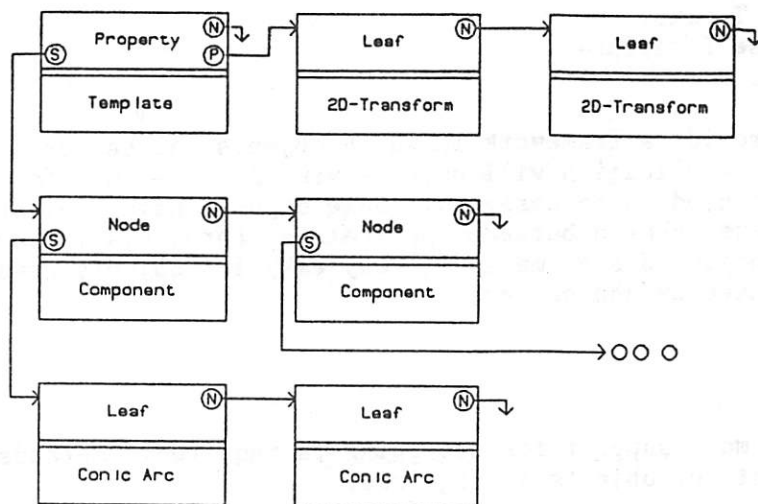 Property N
S P
Template
Leaf N
2D-Transform
Leaf N
2D-Transform
Node N
S
Component
Node N
S
Component
Leaf N
Conic Arc
Leaf N
Conic Arc